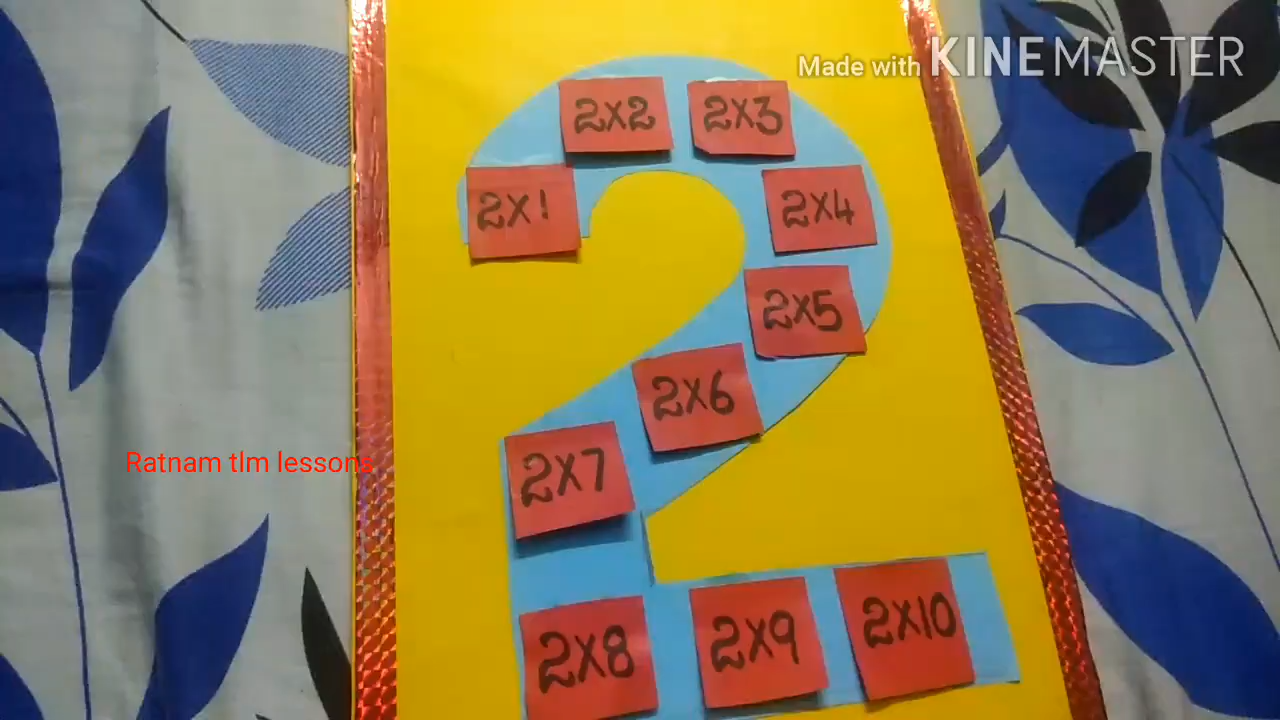 Made with KINEMASTER
2X2 2X3
2X1 2X4
2X5
2X6
2X7
Ratnam tlm lessons
2X8 2X9 2X10